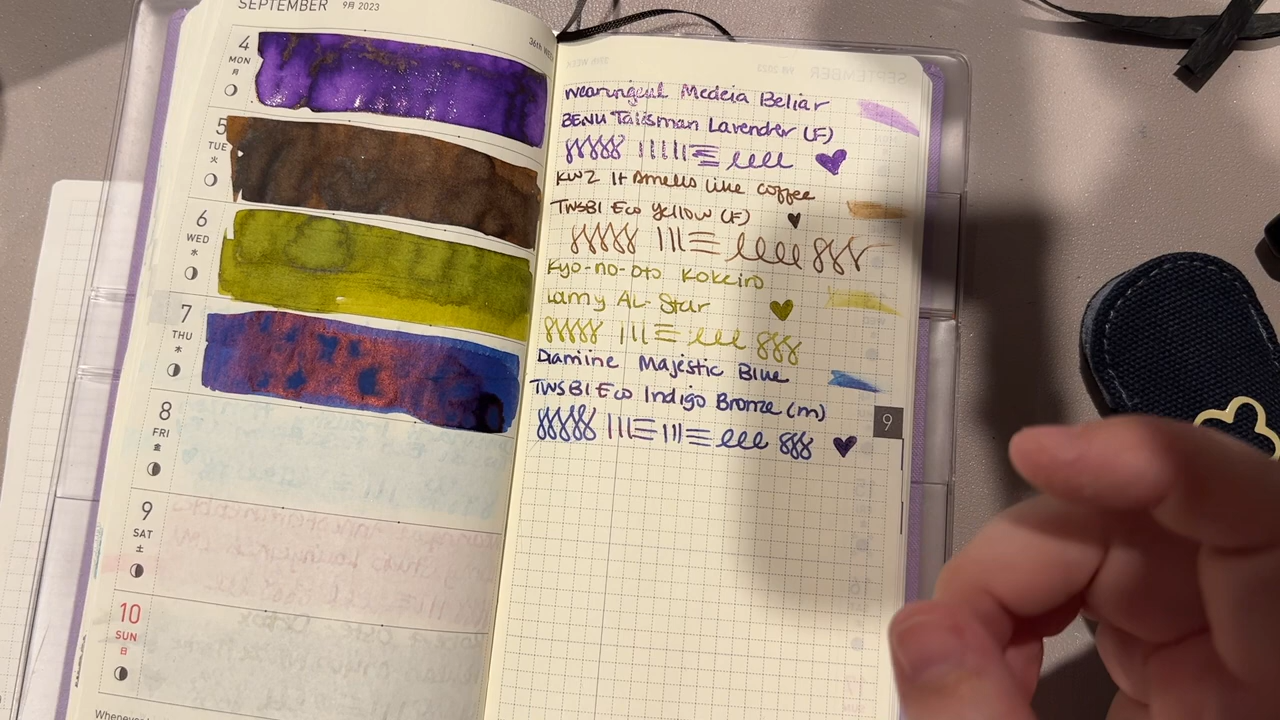 SEPTEMBER 9月 2023
36th
4
MON
月
5
TUE
火
6
WED
水
7
THU
木
8
FRI
金
9
SAT
土
10
SUN
日
Whenever
wearingeul Medeia Beliar
BENU Talisman Lavender (F)
KWZ It Smells Like Coffee
TWSBI Eco Yellow (F)
Kyo-no-oto Kokeiro
Lamy AL-Star
Diamine Majestic Blue
TWSBI Eco Indigo Bronze (m)
9